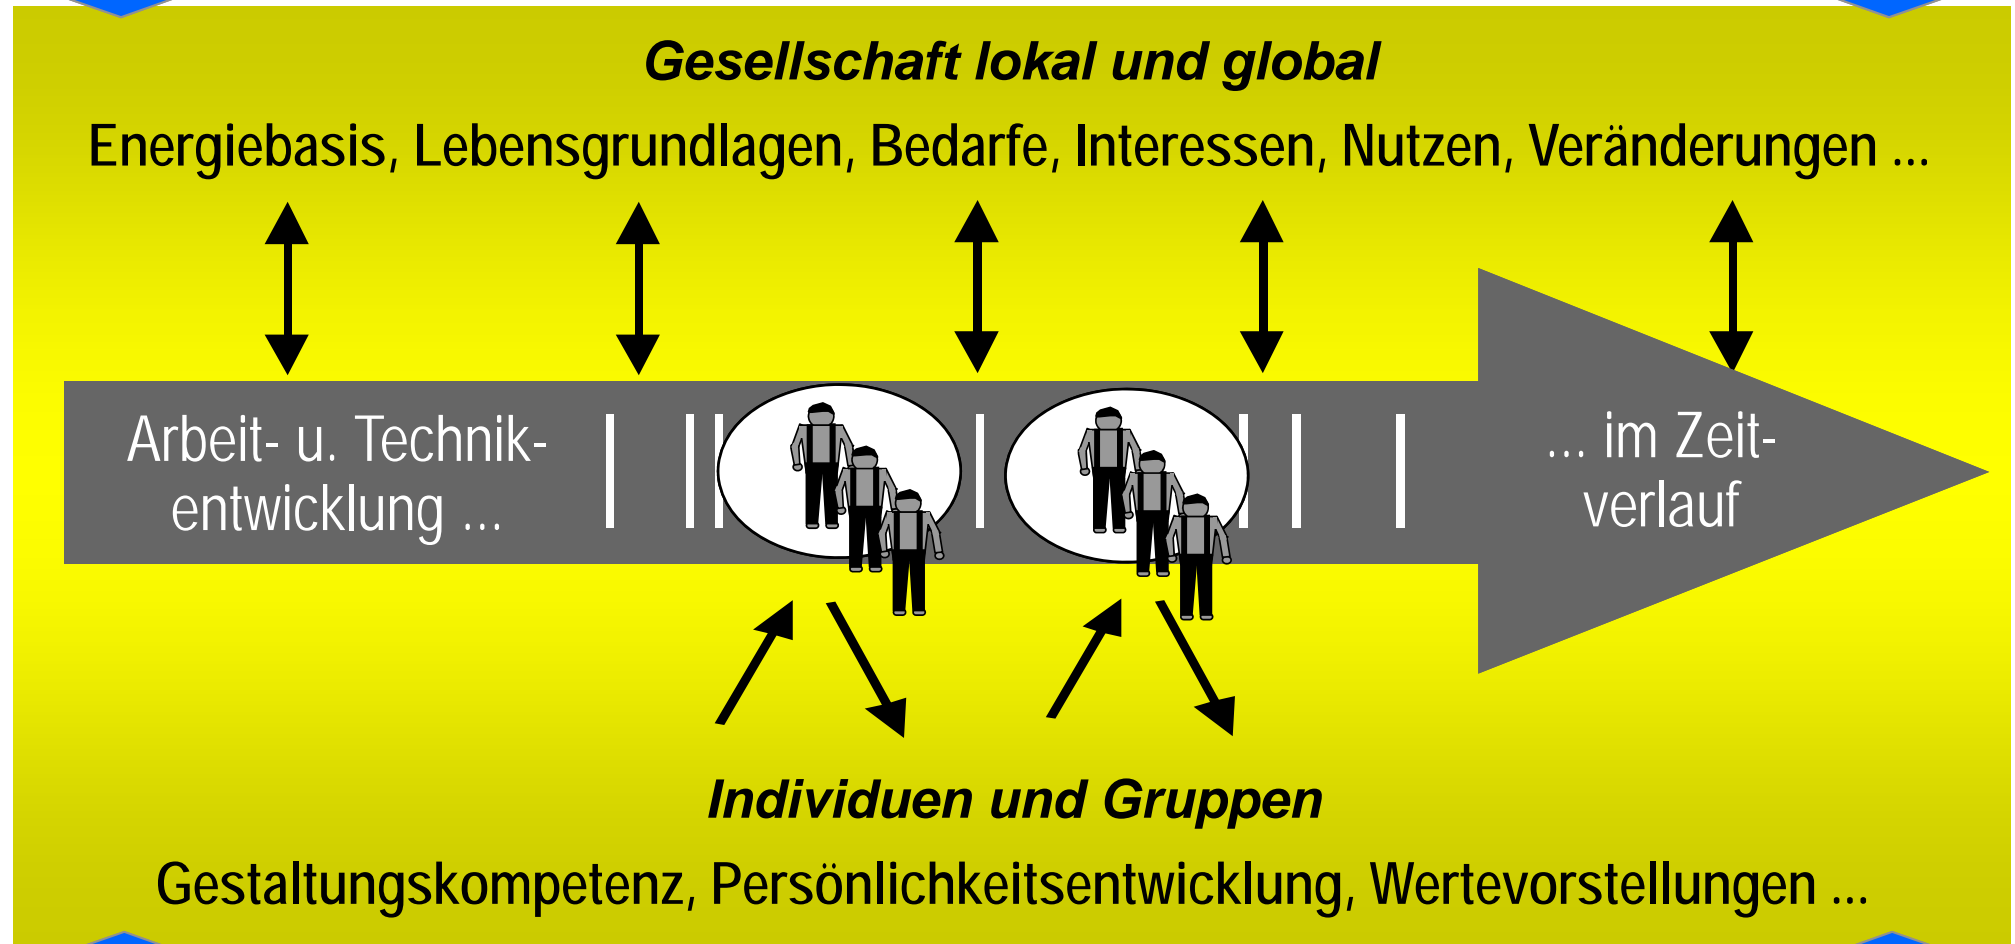 Gesellschaft lokal und global
Energiebasis, Lebensgrundlagen, Bedarfe, Interessen, Nutzen, Veränderungen ...
Arbeit- u. Technik-
entwicklung ...
... im Zeit-
verlauf
Individuen und Gruppen
Gestaltungskompetenz, Persönlichkeitsentwicklung, Wertevorstellungen ...